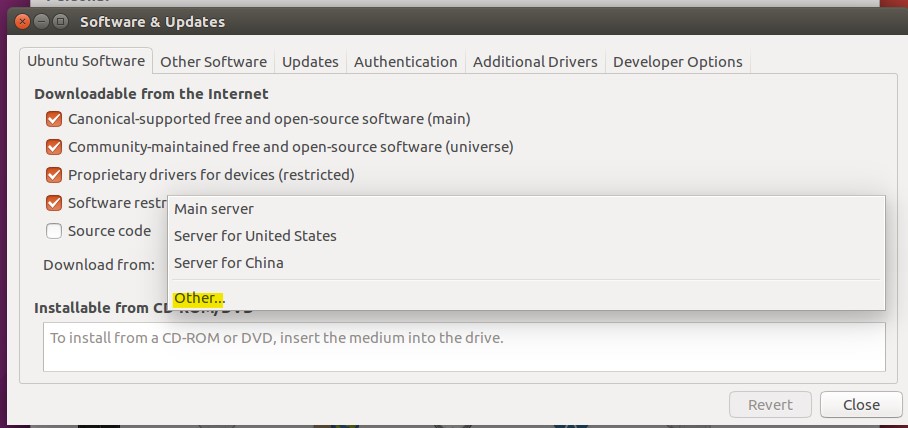 Software & Updates
Ubuntu Software Other Software Updates Authentication Additional Drivers Developer Options
Downloadable from the Internet
Canonical-supported free and open-source software (main)
Community-maintained free and open-source software (universe)
Proprietary drivers for devices (restricted)
Software restr
Main server
Source code
Server for United States
Download from:
Server for China
Other...
Installable from CD-ROM/DVD
To install from a CD-ROM or DVD, insert the medium into the drive.
Revert Close